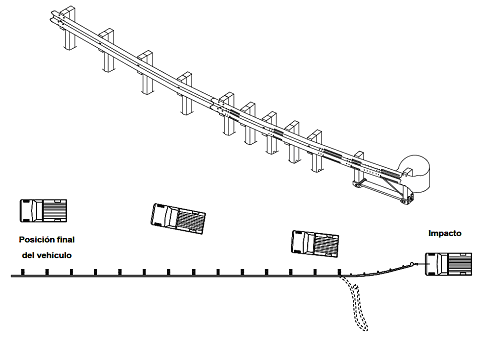 Impacto
Posición final
del vehículo